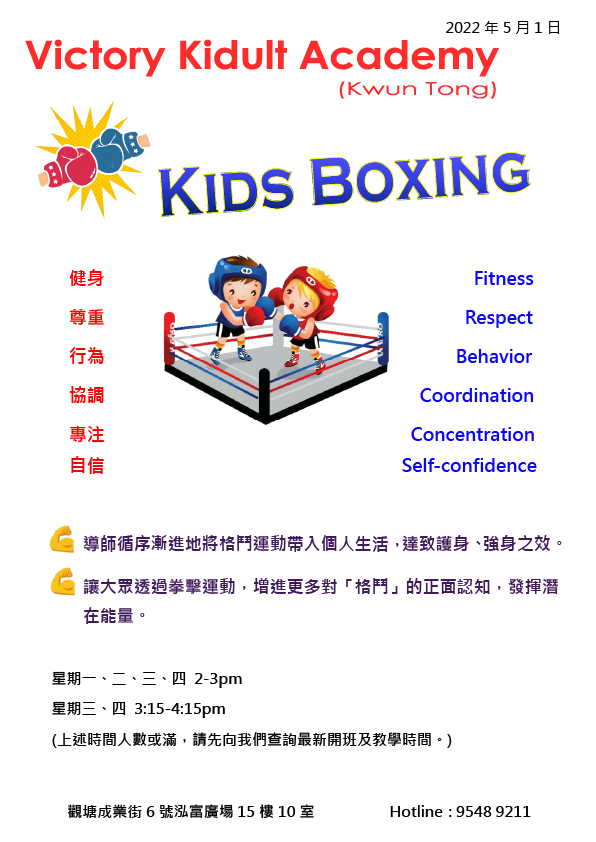 2022 年 5 月 1 日
Victory Kidult Academy
(Kwun Tong)
KIDS BOXING
健身 Fitness
尊重 Respect
行為 Behavior
協調 Coordination
專注 Concentration
自信 Self-confidence
導師循序漸進地將格鬥運動帶入個人生活，達致護身、強身之效。
讓大眾透過拳擊運動，增進更多對「格鬥」的正面認知，發揮潛
在能量。
星期一、二、三、四 2-3pm
星期三、四 3:15-4:15pm
(上述時間人數或滿，請先向我們查詢最新開班及教學時間。)
觀塘成業街 6 號泓富廣場 15 樓 10 室 Hotline : 9548 9211